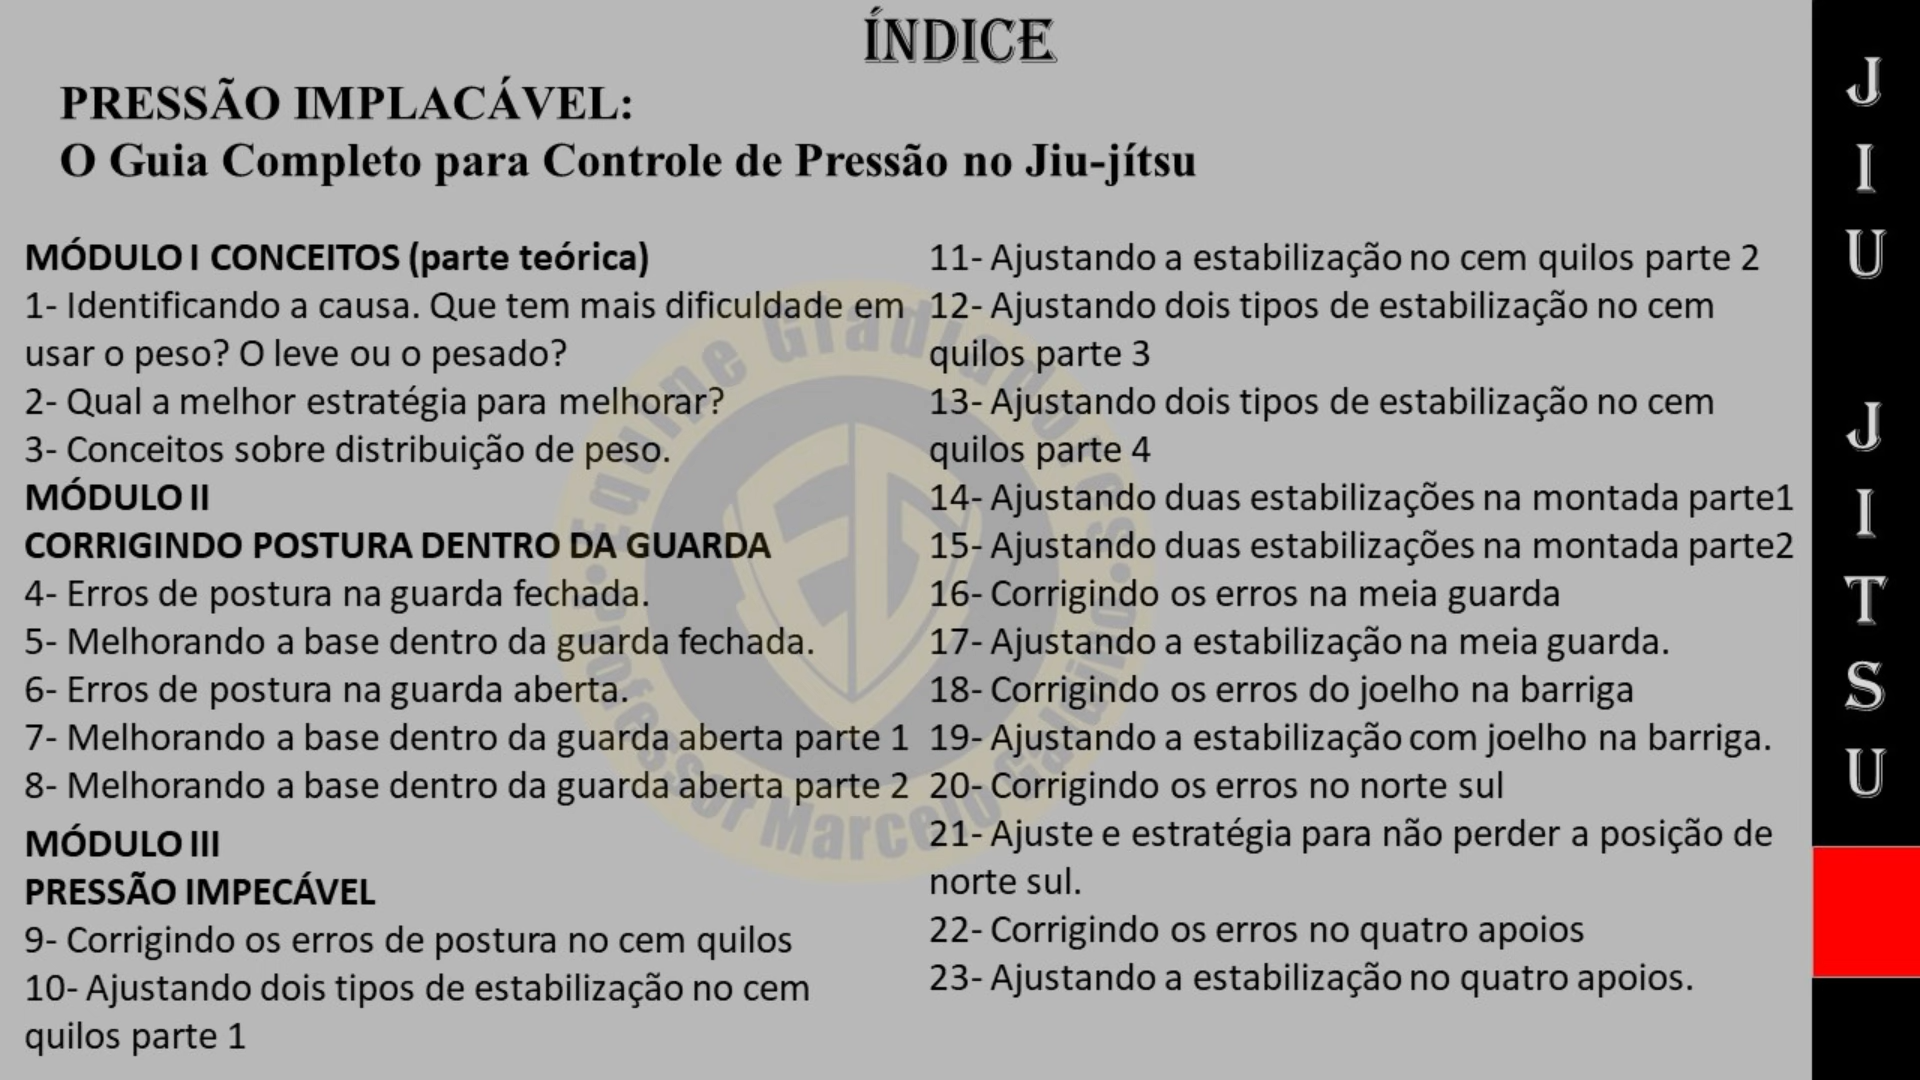 ÍNDICE
PRESSÃO IMPLACÁVEL:
O Guia Completo para Controle de Pressão no Jiu-jítsu
MÓDULO I CONCEITOS (parte teórica)
1- Identificando a causa. Que tem mais dificuldade em
usar o peso? O leve ou o pesado?
2- Qual a melhor estratégia para melhorar?
3- Conceitos sobre distribuição de peso.
MÓDULO II
CORRIGINDO POSTURA DENTRO DA GUARDA
4- Erros de postura na guarda fechada.
5- Melhorando a base dentro da guarda fechada.
6- Erros de postura na guarda aberta.
7- Melhorando a base dentro da guarda aberta parte 1
8- Melhorando a base dentro da guarda aberta parte 2
MÓDULO III
PRESSÃO IMPECÁVEL
9- Corrigindo os erros de postura no cem quilos
10- Ajustando dois tipos de estabilização no cem
quilos parte 1
11- Ajustando a estabilização no cem quilos parte 2
12- Ajustando dois tipos de estabilização no cem
quilos parte 3
13- Ajustando dois tipos de estabilização no cem
quilos parte 4
14- Ajustando duas estabilizações na montada parte1
15- Ajustando duas estabilizações na montada parte2
16- Corrigindo os erros na meia guarda
17- Ajustando a estabilização na meia guarda.
18- Corrigindo os erros do joelho na barriga
19- Ajustando a estabilização com joelho na barriga.
20- Corrigindo os erros no norte sul
21- Ajuste e estratégia para não perder a posição de
norte sul.
22- Corrigindo os erros no quatro apoios
23- Ajustando a estabilização no quatro apoios.
JIU JITSU
Equipe Gradiadores
Professor Marcelo Galuino
EG